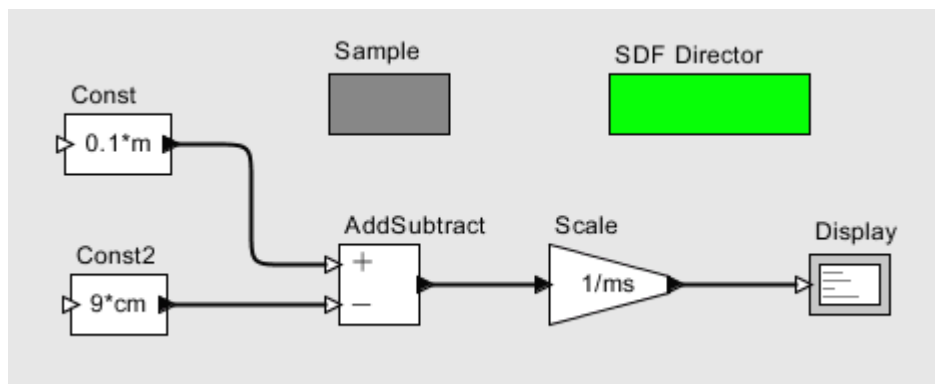 Sample
SDF Director
Const
0.1*m
AddSubtract
Scale
Display
Const2
+
1/ms
9*cm
−